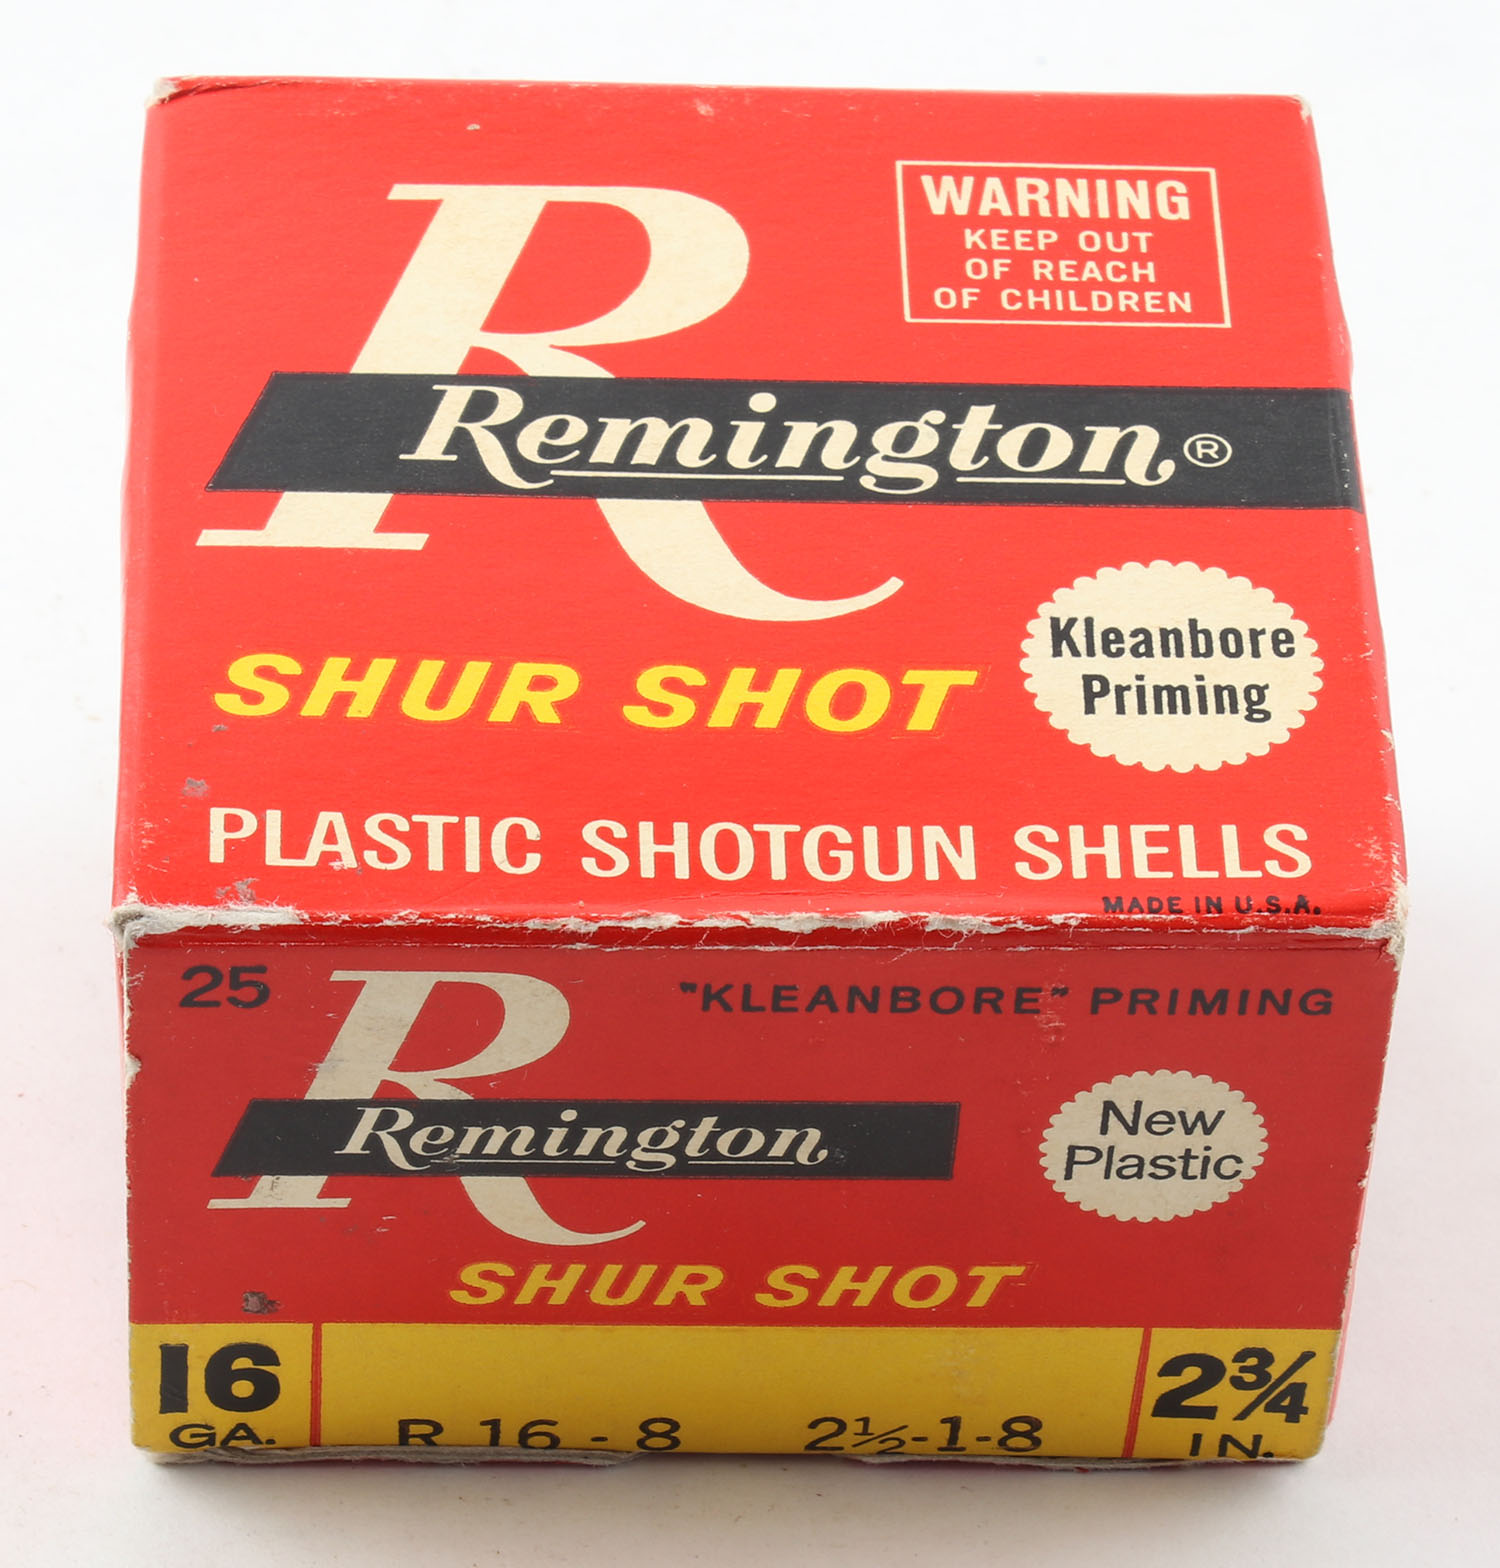 R
WARNING
KEEP OUT
OF REACH
OF CHILDREN
Remington®
Kleanbore
Priming
SHUR SHOT
PLASTIC SHOTGUN SHELLS
MADE IN U.S.A.
25
R
"KLEANBORE" PRIMING
Remington
New
Plastic
SHUR SHOT
16
GA.
R 16 - 8
2½-1-8
2¾
IN.